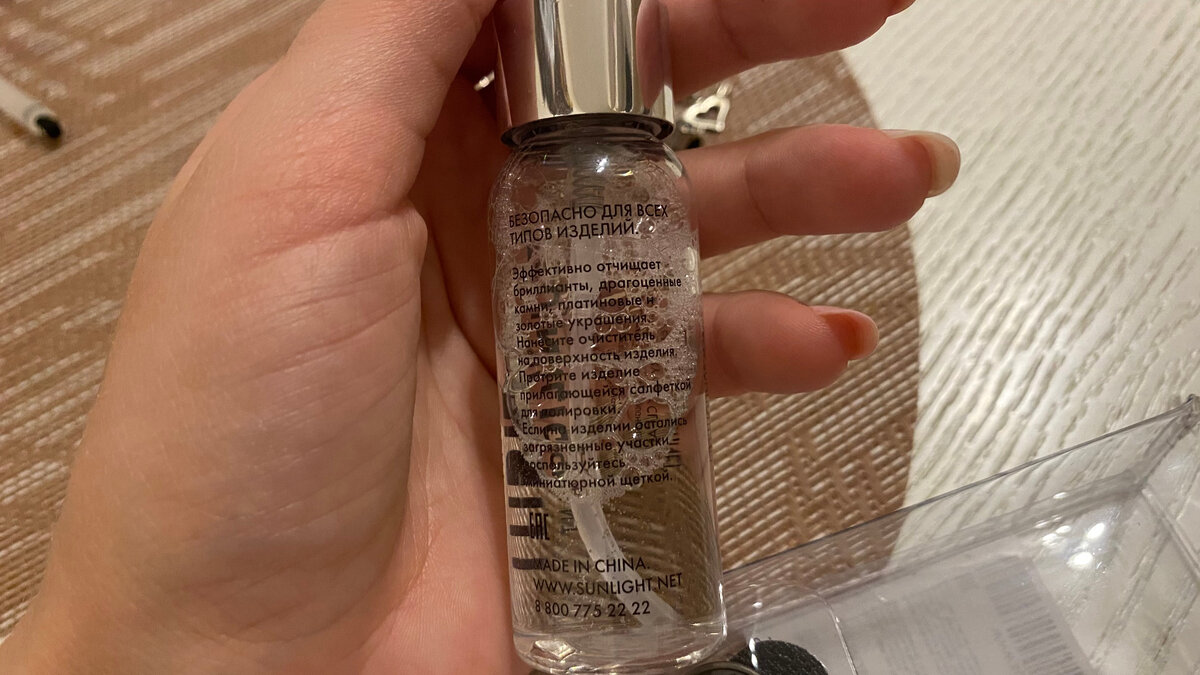 БЕЗОПАСНО ДЛЯ ВСЕХ
ТИПОВ ИЗДЕЛИЙ.
Эффективно отчищает
бриллианты, драгоценные
камни, платиновые и
золотые украшения.
Нанесите очиститель
на поверхность изделия.
Протрите изделие
прилагающейся салфеткой
для полировки.
Если на изделии остались
загрязненные участки
воспользуйтесь
миниатюрной щеткой.
EAC
MADE IN CHINA.
WWW.SUNLIGHT.NET
8 800 775 22 22